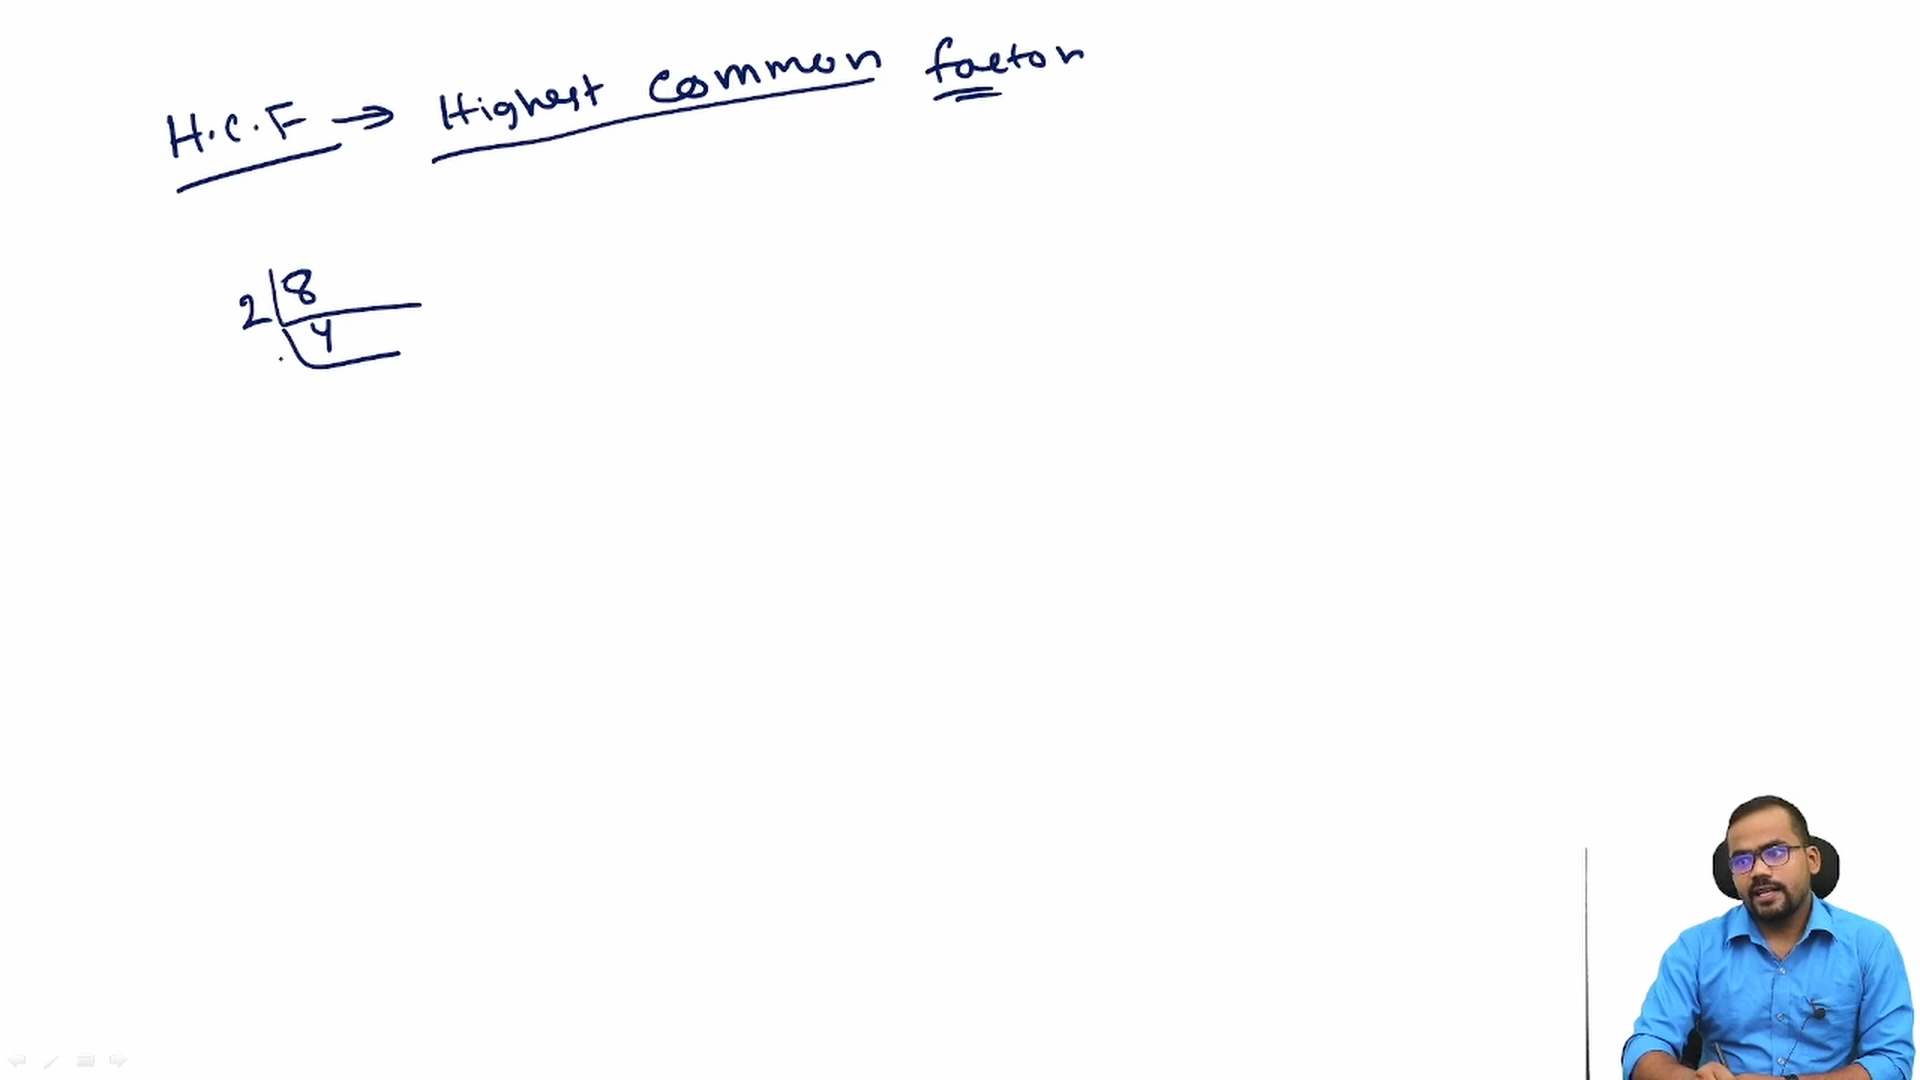 H.C.F → Highest common factor
2 8
4